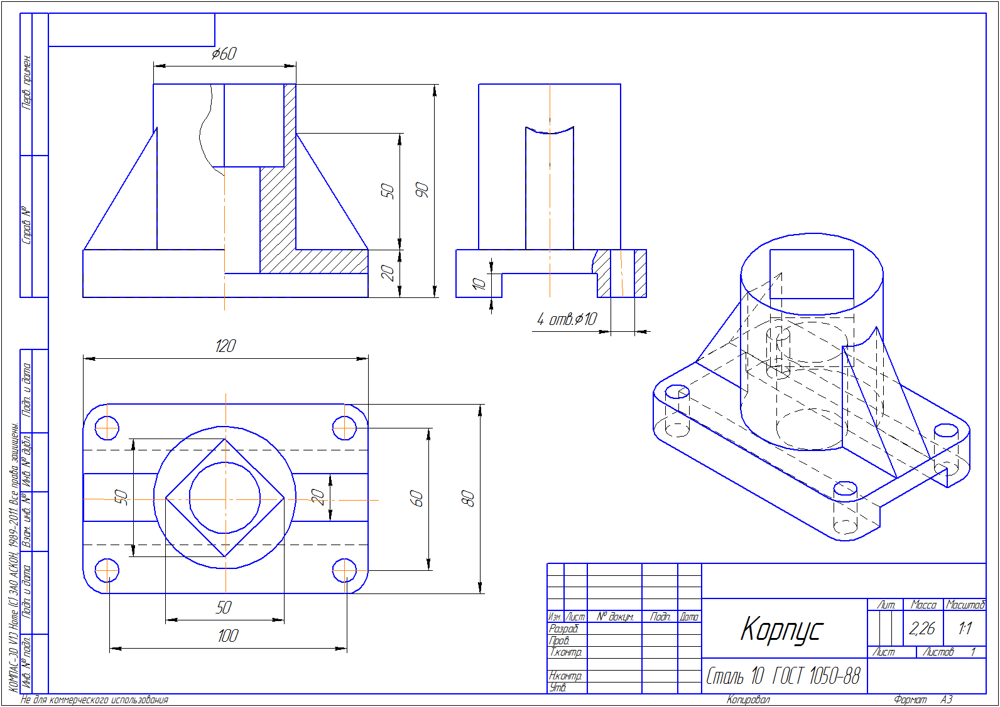 Перв. примен.
Справ. №
Подп. и дата
Инв. № дубл.
Взам. инв. №
Подп. и дата
Инв. № подл.
КОМПАС-3D V13 Home (C) ЗАО АСКОН, 1989-2011. Все права защищены.
⌀60
50
90
20
10
4 отв.⌀10
120
50
20
60
80
50
100
Изм. Лист № докум. Подп. Дата
Разраб.
Пров.
Т.контр.
Н.контр.
Утв.
Корпус
Сталь 10 ГОСТ 1050-88
Лит. Масса Масштаб
2,26 1:1
Лист Листов 1
Не для коммерческого использования
Копировал
Формат А3